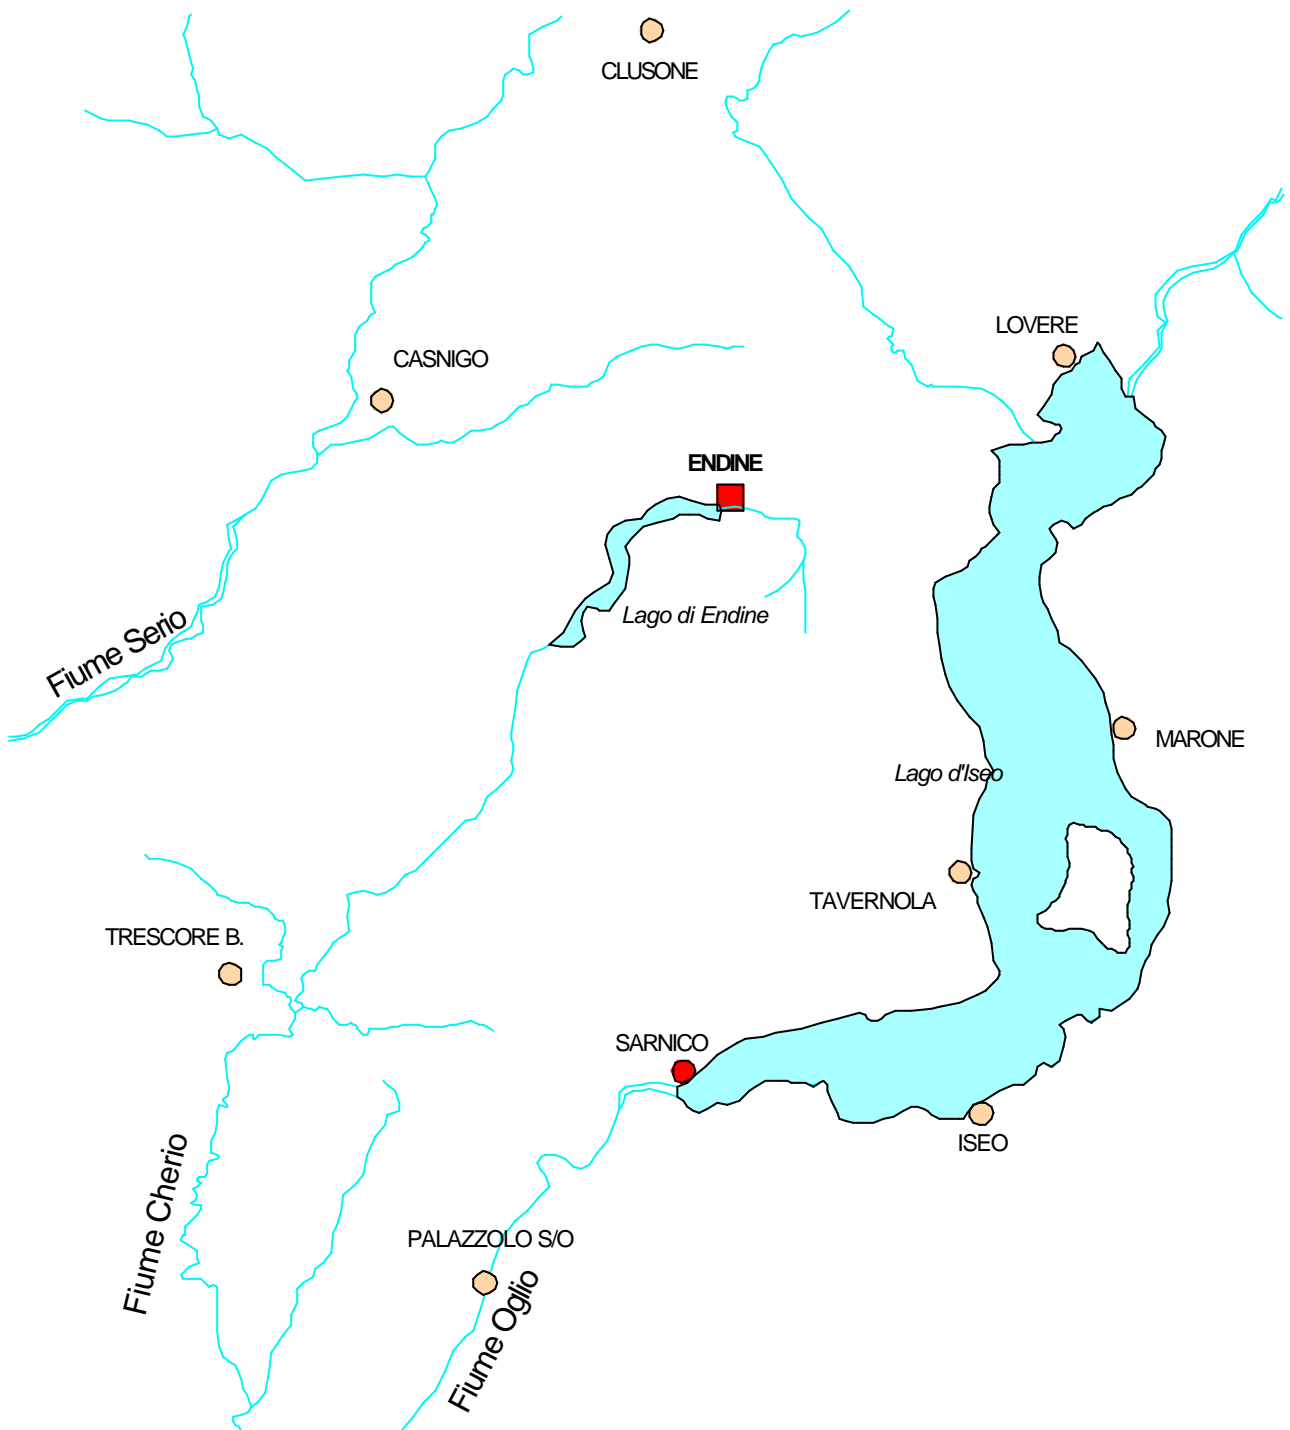 CLUSONE
LOVERE
CASNIGO
ENDINE
Lago di Endine
Fiume Serio
MARONE
Lago d'Iseo
TAVERNOLA
TRESCORE B.
SARNICO
ISEO
Fiume Cherio
PALAZZOLO S/O
Fiume Oglio